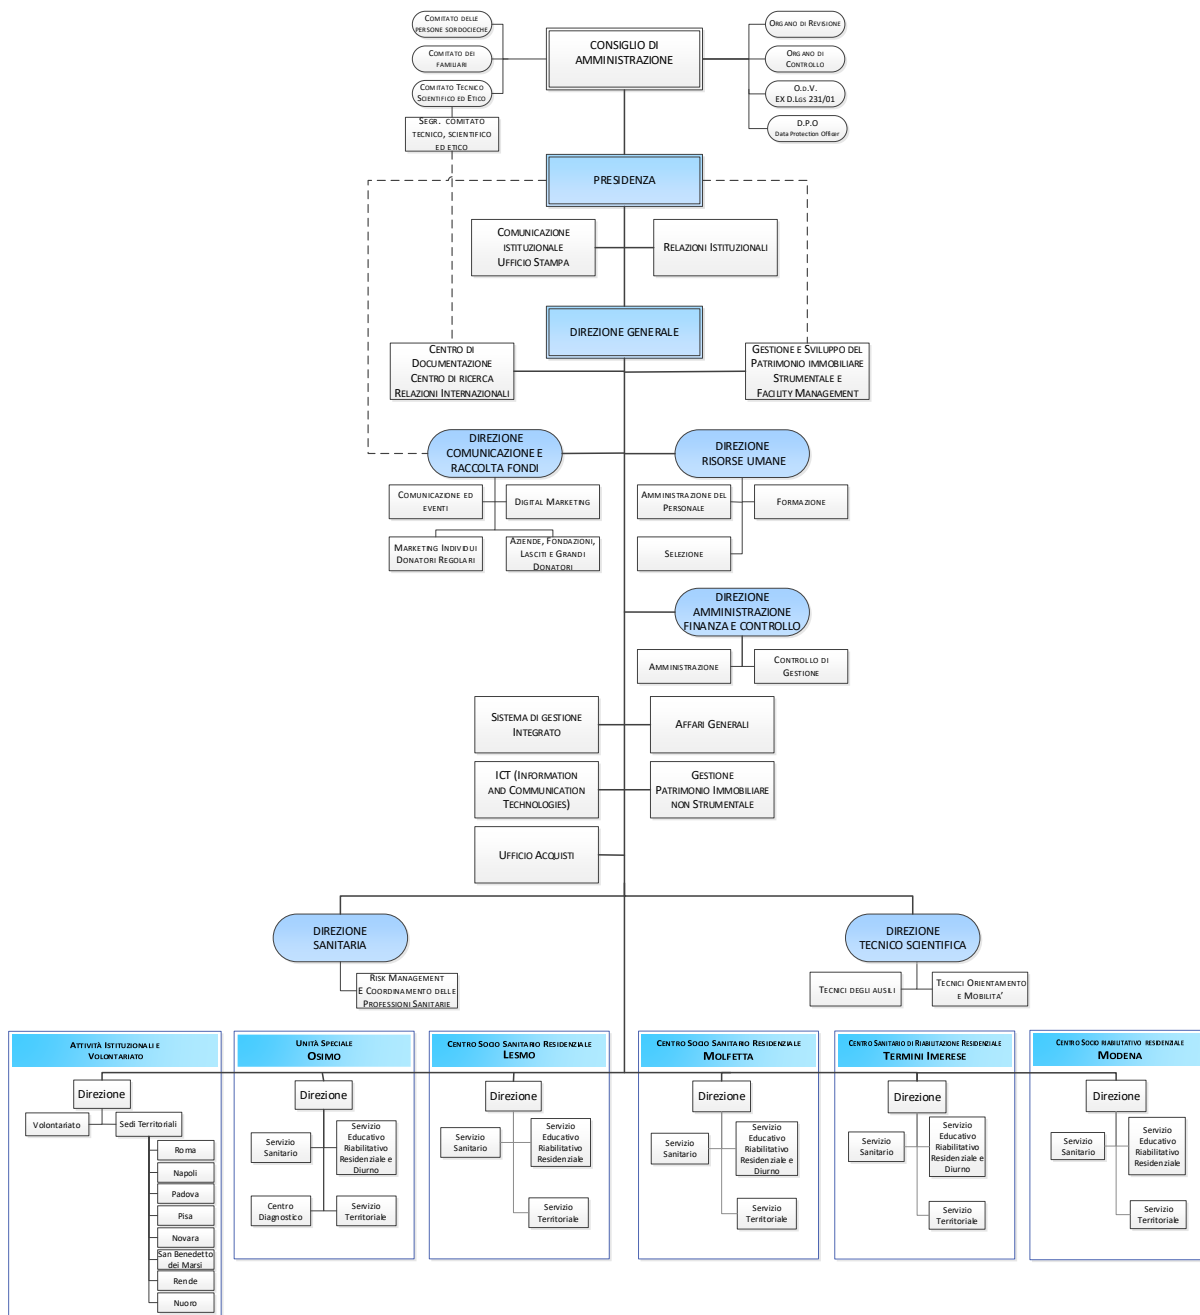 Comitato delle
persone sordocieche
Comitato dei
familiari
Comitato Tecnico
Scientifico ed Etico
Segr. comitato
tecnico, scientifico
ed etico
CONSIGLIO DI
AMMINISTRAZIONE
Organo di Revisione
Organo di
Controllo
O.d.V.
EX D.Lgs 231/01
D.P.O
Data Protection Officer
PRESIDENZA
Comunicazione
istituzionale
Ufficio Stampa
Relazioni Istituzionali
DIREZIONE GENERALE
Centro di
Documentazione
Centro di ricerca
Relazioni Internazionali
Gestione e Sviluppo del
Patrimonio immobiliare
Strumentale e
Facility Management
DIREZIONE
COMUNICAZIONE E
RACCOLTA FONDI
DIREZIONE
RISORSE UMANE
Comunicazione ed
eventi
Digital Marketing
Marketing Individui
Donatori Regolari
Aziende, Fondazioni,
Lasciti e Grandi
Donatori
Amministrazione del
Personale
Formazione
Selezione
DIREZIONE
AMMINISTRAZIONE
FINANZA E CONTROLLO
Amministrazione
Controllo di
Gestione
Sistema di gestione
Integrato
Affari Generali
ICT (Information
and Communication
Technologies)
Gestione
Patrimonio Immobiliare
non Strumentale
Ufficio Acquisti
DIREZIONE
SANITARIA
Risk Management
E Coordinamento delle
Professioni Sanitarie
DIREZIONE
TECNICO SCIENTIFICA
Tecnici degli ausili
Tecnici Orientamento
e Mobilita'
Attività Istituzionali e
Volontariato
Direzione
Volontariato
Sedi Territoriali
Roma
Napoli
Padova
Pisa
Novara
San Benedetto
dei Marsi
Rende
Nuoro
Unità Speciale
Osimo
Direzione
Servizio
Sanitario
Servizio
Educativo
Riabilitativo
Residenziale e
Diurno
Centro
Diagnostico
Servizio
Territoriale
Centro Socio Sanitario Residenziale
Lesmo
Direzione
Servizio
Sanitario
Servizio
Educativo
Riabilitativo
Residenziale
Servizio
Territoriale
Centro Socio Sanitario Residenziale
Molfetta
Direzione
Servizio
Sanitario
Servizio
Educativo
Riabilitativo
Residenziale e
Diurno
Servizio
Territoriale
Centro Sanitario di Riabilitazione Residenziale
Termini Imerese
Direzione
Servizio
Sanitario
Servizio
Educativo
Riabilitativo
Residenziale e
Diurno
Servizio
Territoriale
Centro Socio riabilitativo residenziale
Modena
Direzione
Servizio
Sanitario
Servizio
Educativo
Riabilitativo
Residenziale
Servizio
Territoriale